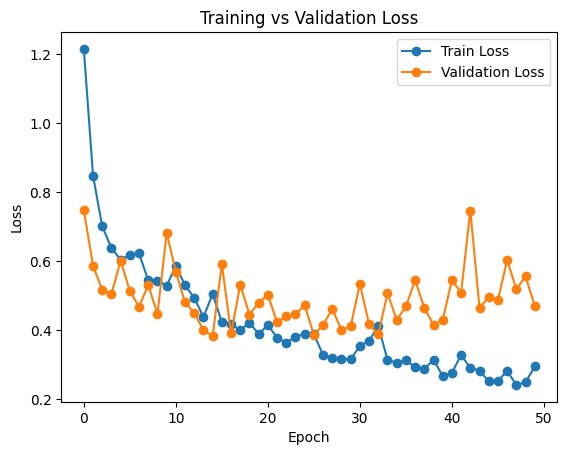 Training vs Validation Loss
Train Loss
Validation Loss
1.2
1.0
0.8
0.6
0.4
0.2
Loss
0 10 20 30 40 50
Epoch